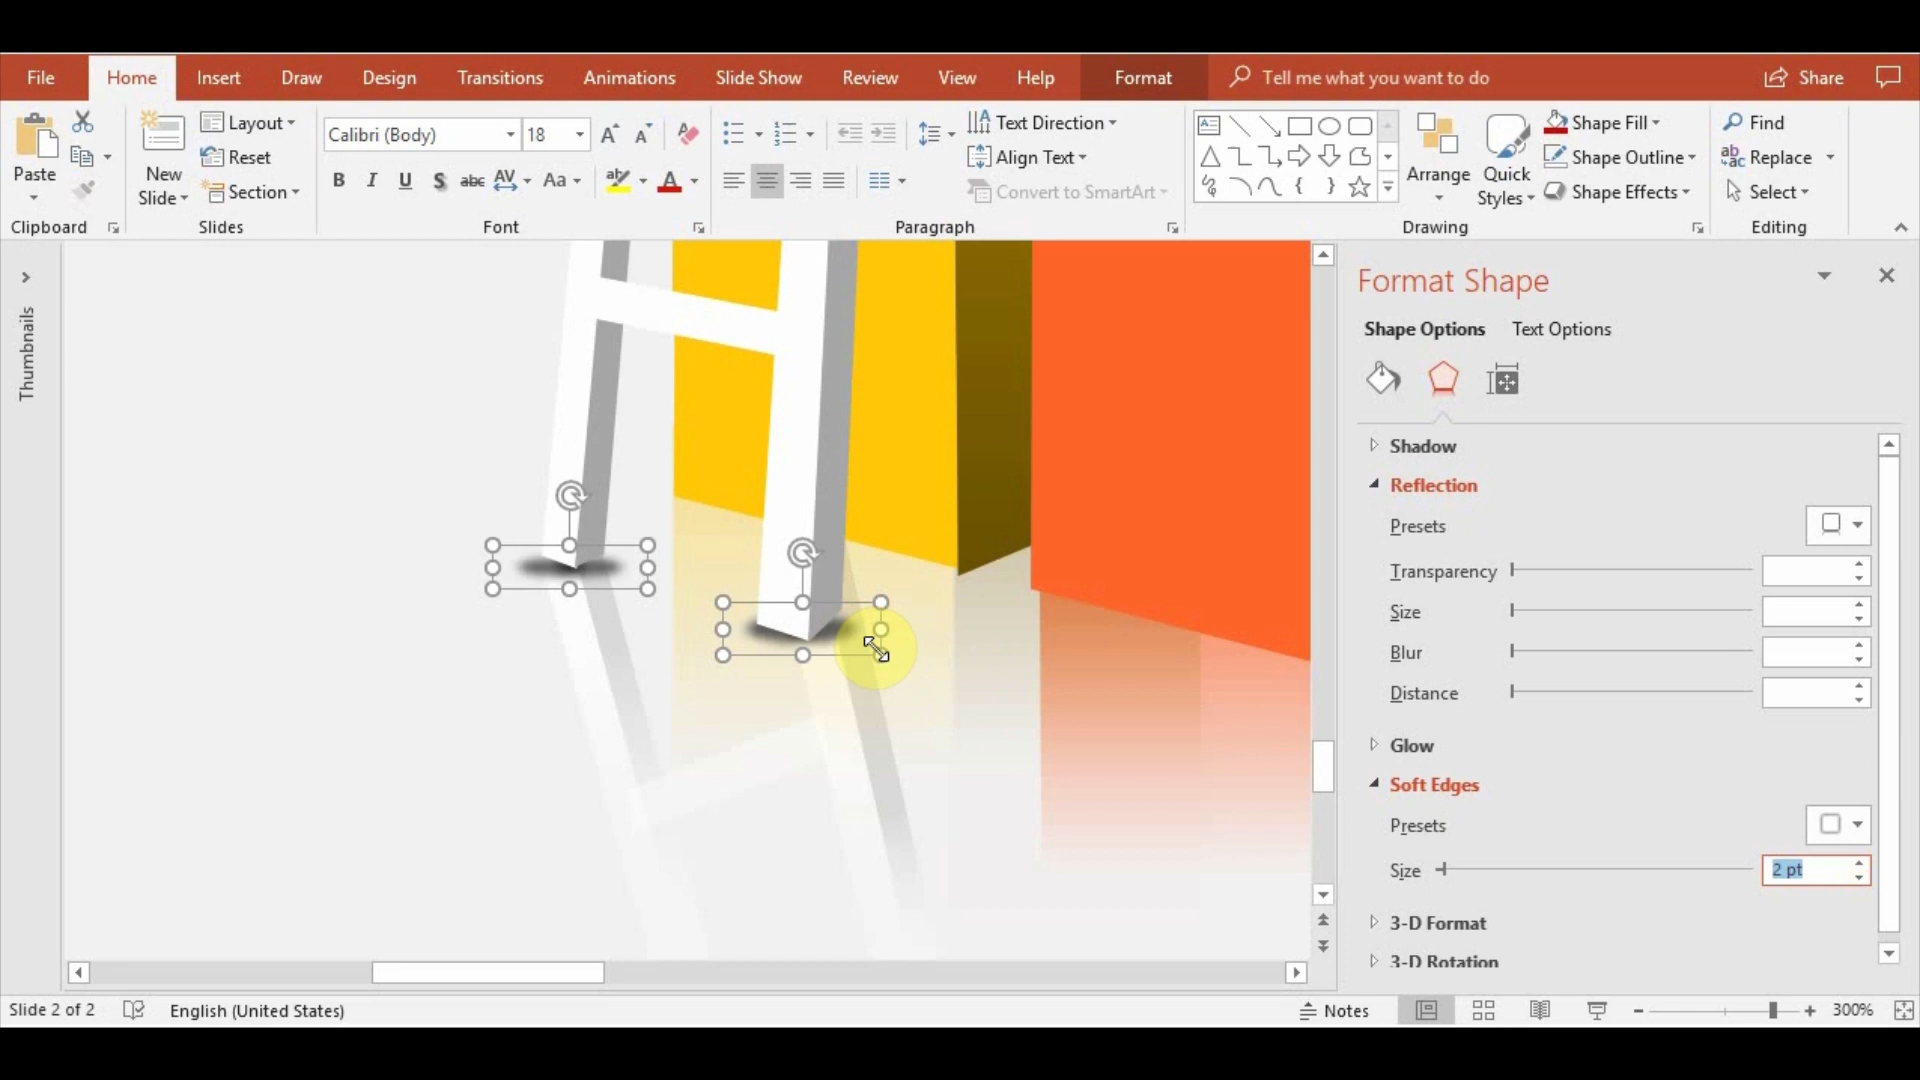 File Home Insert Draw Design Transitions Animations Slide Show Review View Help Format Tell me what you want to do Share
Paste
New
Slide
Layout
Reset
Section
Calibri (Body) 18
A A
B I U S abc AV Aa ab A
Text Direction
Align Text
Convert to SmartArt
Arrange
Quick
Styles
Shape Fill
Shape Outline
Shape Effects
Find
Replace
Select
Clipboard Slides Font Paragraph Drawing Editing
Thumbnails
Format Shape
Shape Options Text Options
Shadow
Reflection
Presets
Transparency
Size
Blur
Distance
Glow
Soft Edges
Presets
Size 2 pt
3-D Format
3-D Rotation
Slide 2 of 2 English (United States) Notes 300%